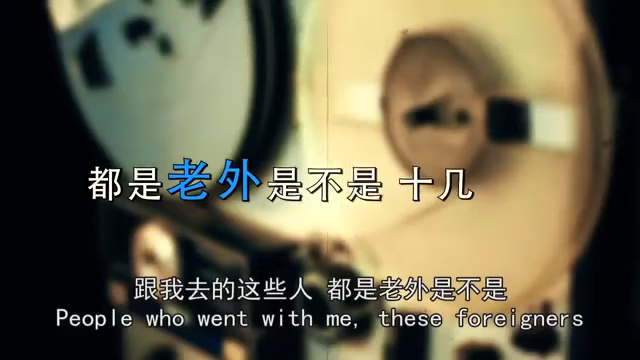 都是老外是不是 十几
跟我去的这些人 都是老外是不是
People who went with me, these foreigners